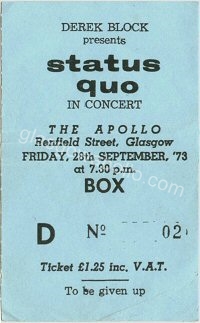 DEREK BLOCK
presents
status
quo
IN CONCERT
THE APOLLO
Renfield Street, Glasgow
FRIDAY, 28th SEPTEMBER, '73
at 7.30 p.m.
BOX
D Nº 02
Ticket £1.25 inc. V.A.T.
To be given up